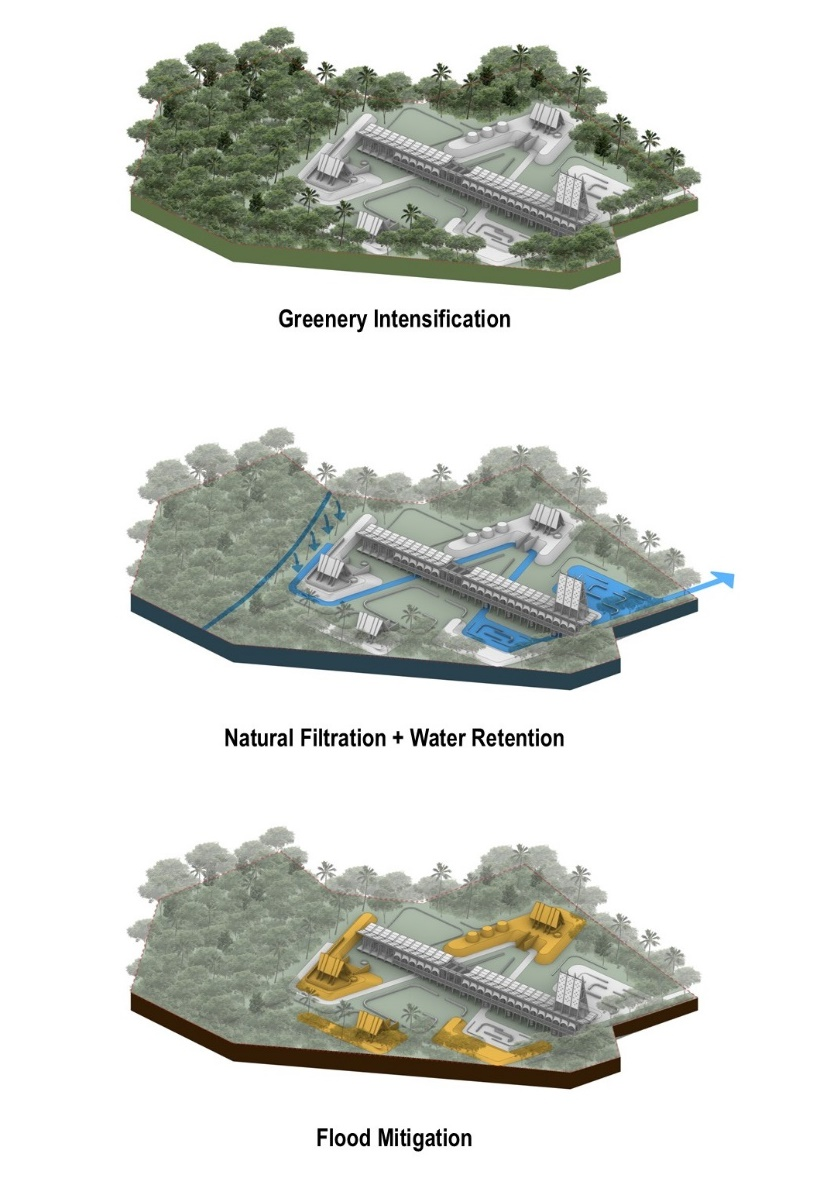 Greenery Intensification
Natural Filtration + Water Retention
Flood Mitigation